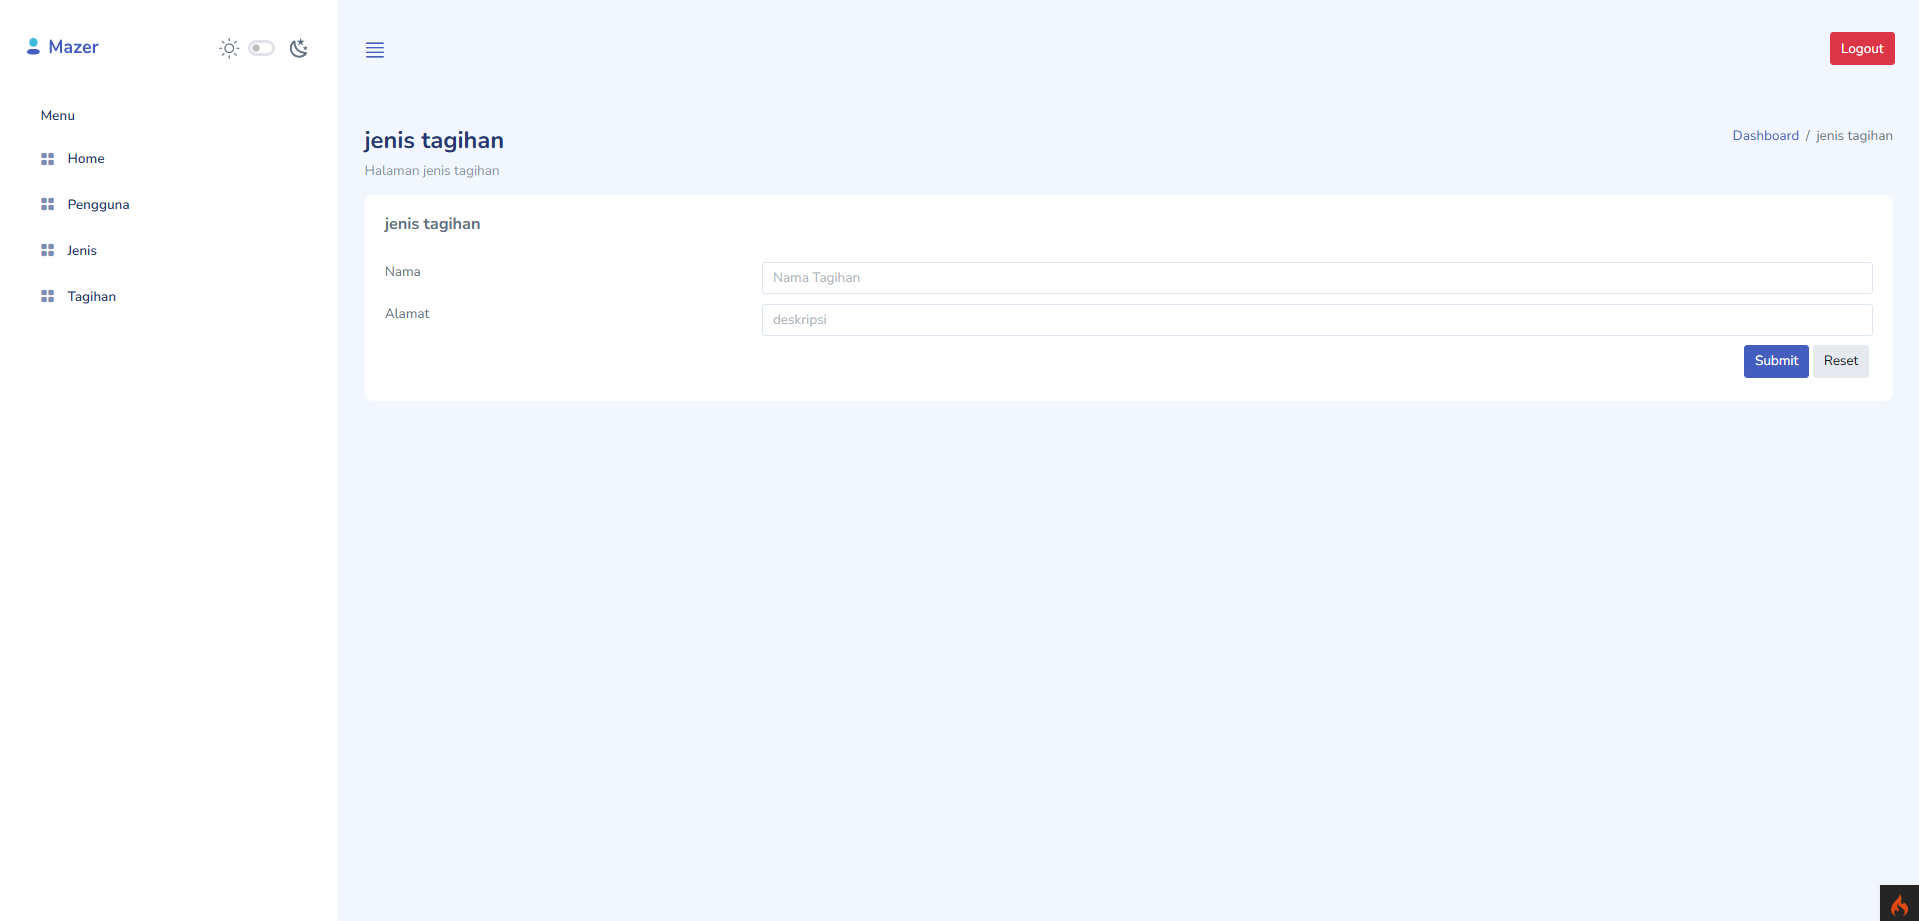 Mazer
Menu
Home
Pengguna
Jenis
Tagihan
Logout
jenis tagihan
Halaman jenis tagihan
Dashboard / jenis tagihan
jenis tagihan
Nama
Nama Tagihan
Alamat
deskripsi
Submit Reset